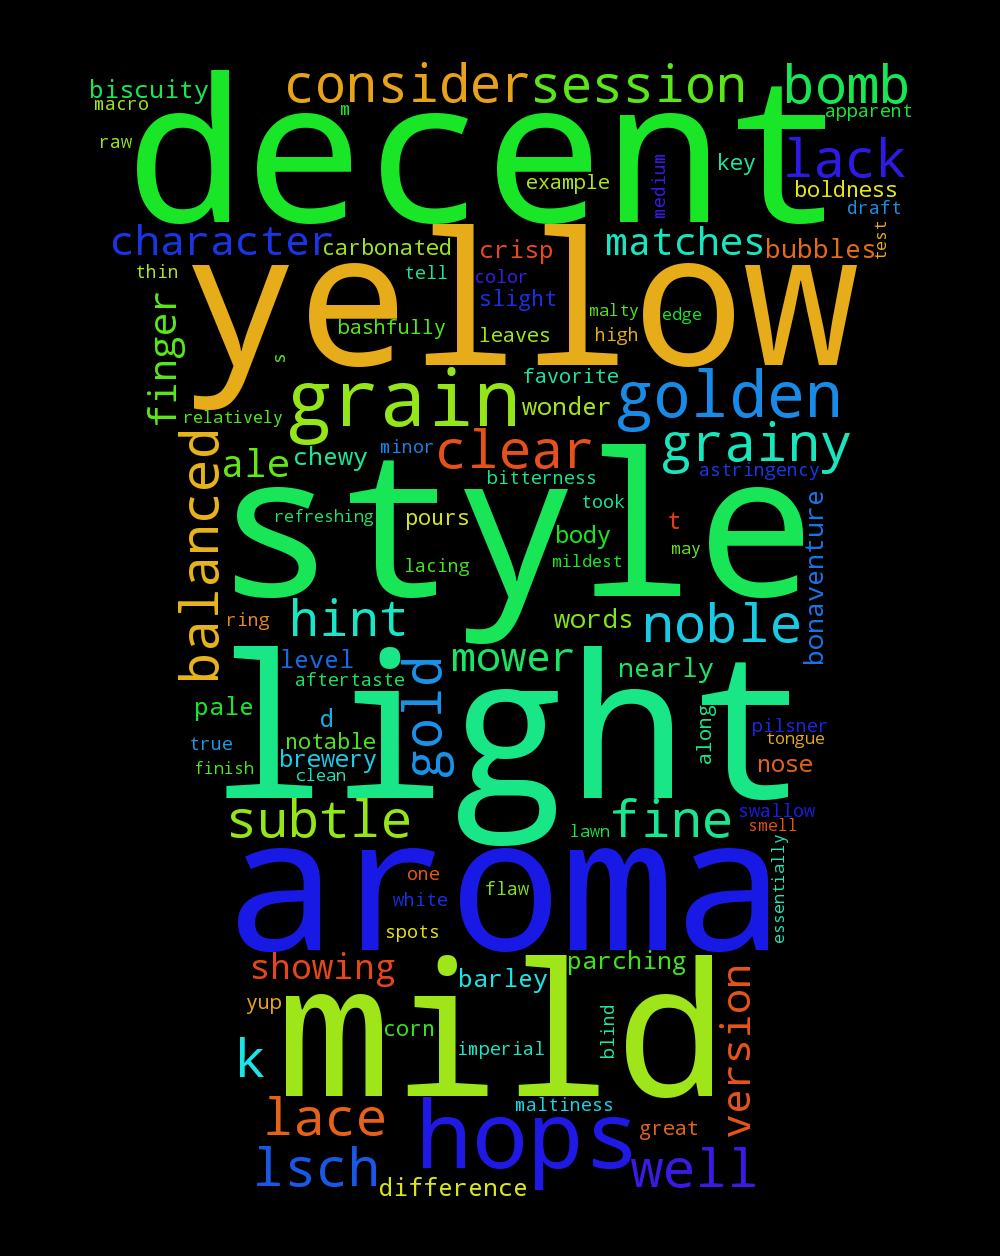 biscuity
consider
session
bomb
macro
m
decent
apparent
raw
example
medium
key
lack
boldness
draft
character
carbonated
crisp
matches
bubbles
test
thin
yellow
tell
color
slight
malty
edge
finger
bashfully
leaves
high
s
relatively
grain
favorite
wonder
golden
balanced
ale
chewy
minor
clear
grainy
astringency
bitterness
style
refreshing
pours
took
t
body
lacing
mildest
may
bonaventure
ring
hint
words
noble
level
light
gold
mower
nearly
aftertaste
pale
d
along
pilsner
tongue
true
notable
brewery
nose
finish
clean
subtle
lawn
fine
swallow
smell
aroma
one
white
flaw
essentially
spots
showing
barley
parching
version
yup
mild
corn
k
imperial
blind
lace
hops
maltiness
great
lsch
well
difference